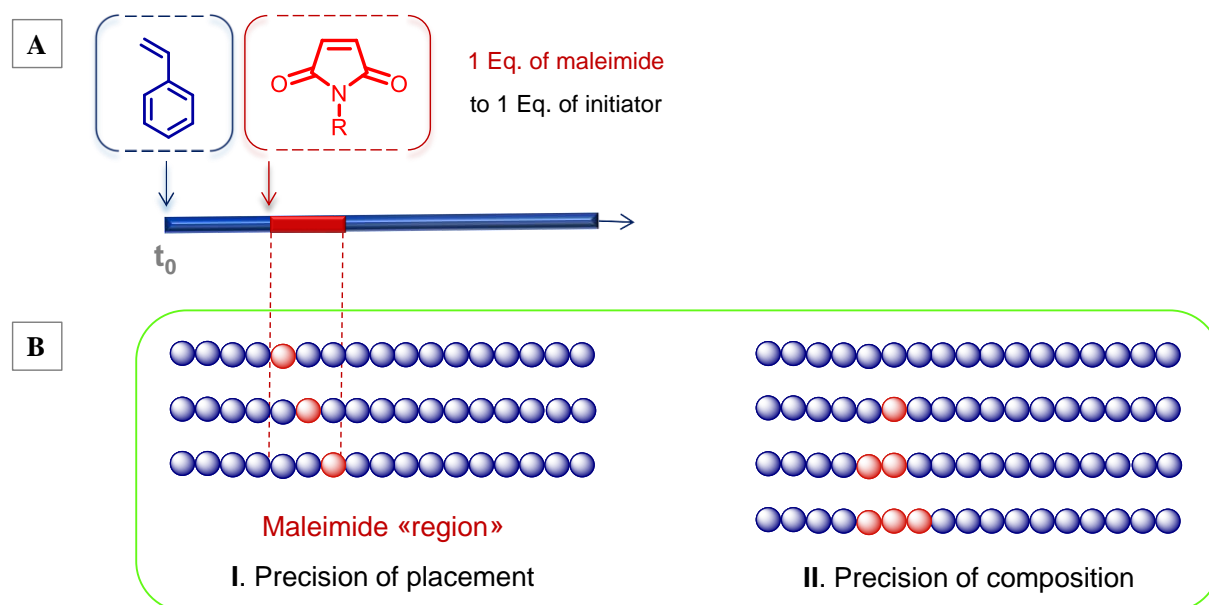 A
O
N
O
R
1 Eq. of maleimide
to 1 Eq. of initiator
t0
B
Maleimide «region»
I. Precision of placement
II. Precision of composition